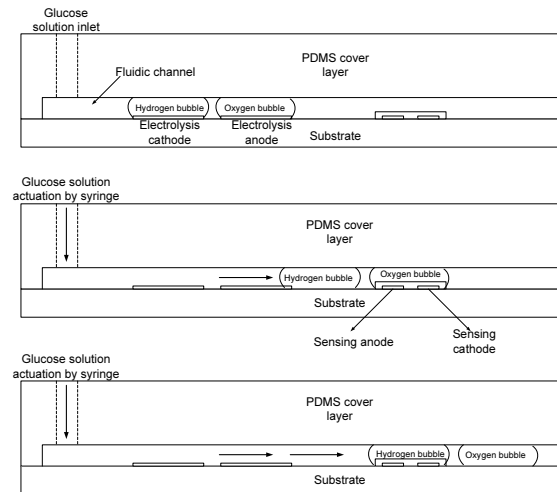 Glucose
solution inlet
PDMS cover
layer
Fluidic channel
Hydrogen bubble
Oxygen bubble
Electrolysis
cathode
Electrolysis
anode
Substrate
Glucose solution
actuation by syringe
PDMS cover
layer
Hydrogen bubble
Oxygen bubble
Substrate
Sensing anode
Sensing
cathode
Glucose solution
actuation by syringe
PDMS cover
layer
Hydrogen bubble
Oxygen bubble
Substrate